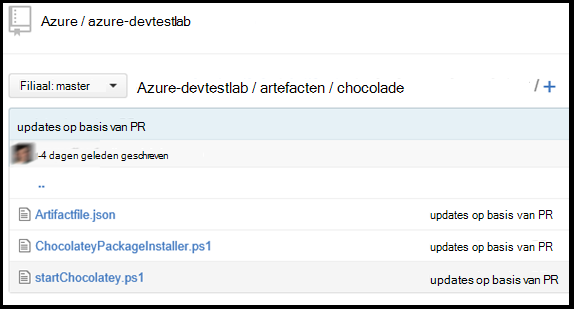 Azure / azure-devtestlab
Filiaal: master
Azure-devtestlab / artefacten / chocolade
/ +
updates op basis van PR
-4 dagen geleden geschreven
..
Artifactfile.json updates op basis van PR
ChocolateyPackageInstaller.ps1 updates op basis van PR
startChocolatey.ps1 updates op basis van PR